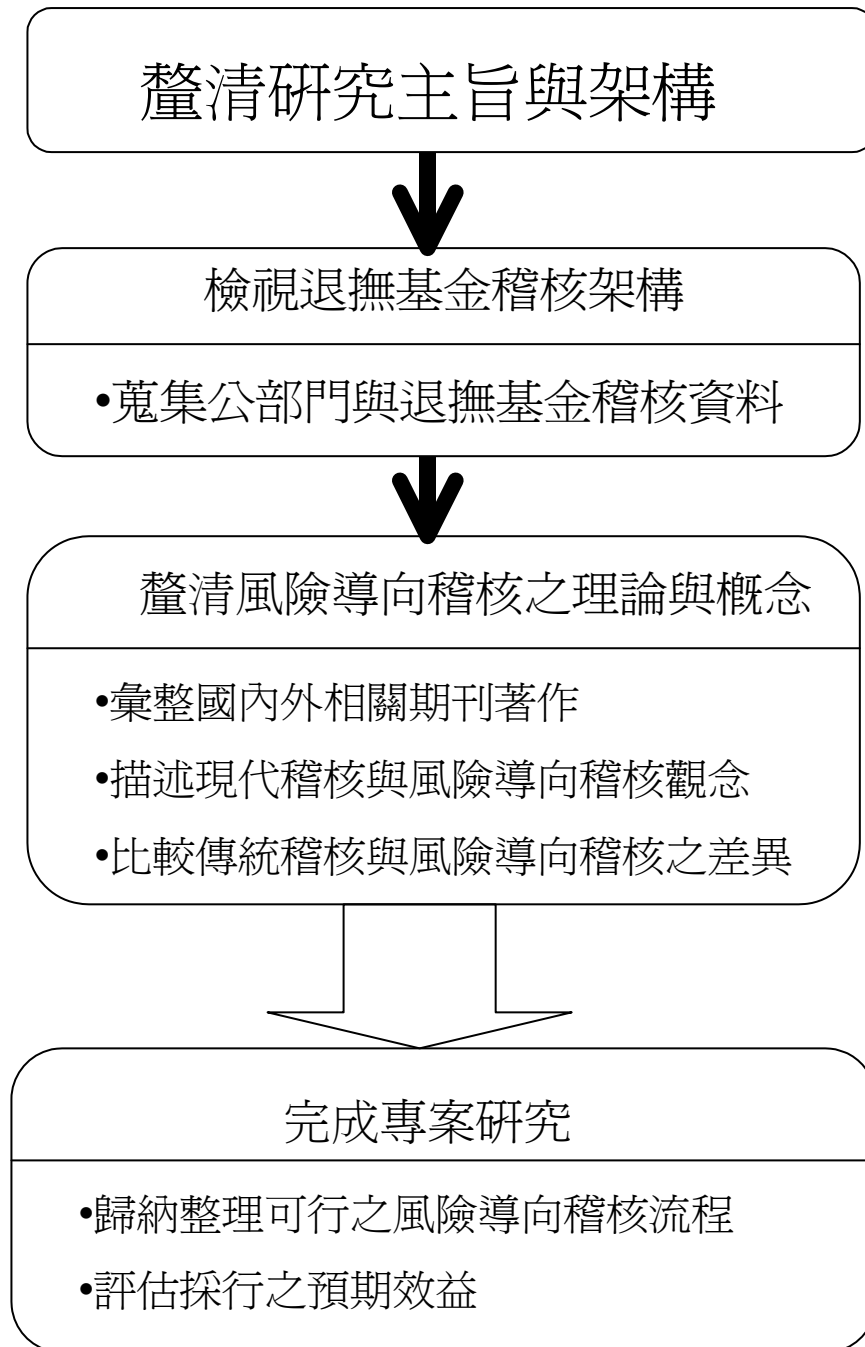 釐清研究主旨與架構
檢視退撫基金稽核架構
•蒐集公部門與退撫基金稽核資料
釐清風險導向稽核之理論與概念
•彙整國內外相關期刊著作
•描述現代稽核與風險導向稽核觀念
•比較傳統稽核與風險導向稽核之差異
完成專案研究
•歸納整理可行之風險導向稽核流程
•評估採行之預期效益